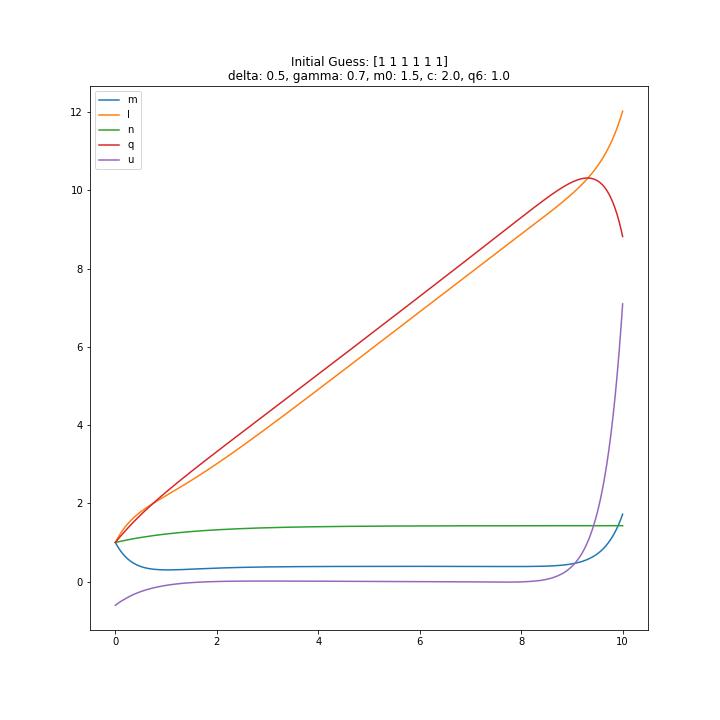 Initial Guess: [1 1 1 1 1 1]
delta: 0.5, gamma: 0.7, m0: 1.5, c: 2.0, q6: 1.0
m
l
n
q
u
12
10
8
6
4
2
0
0 2 4 6 8 10